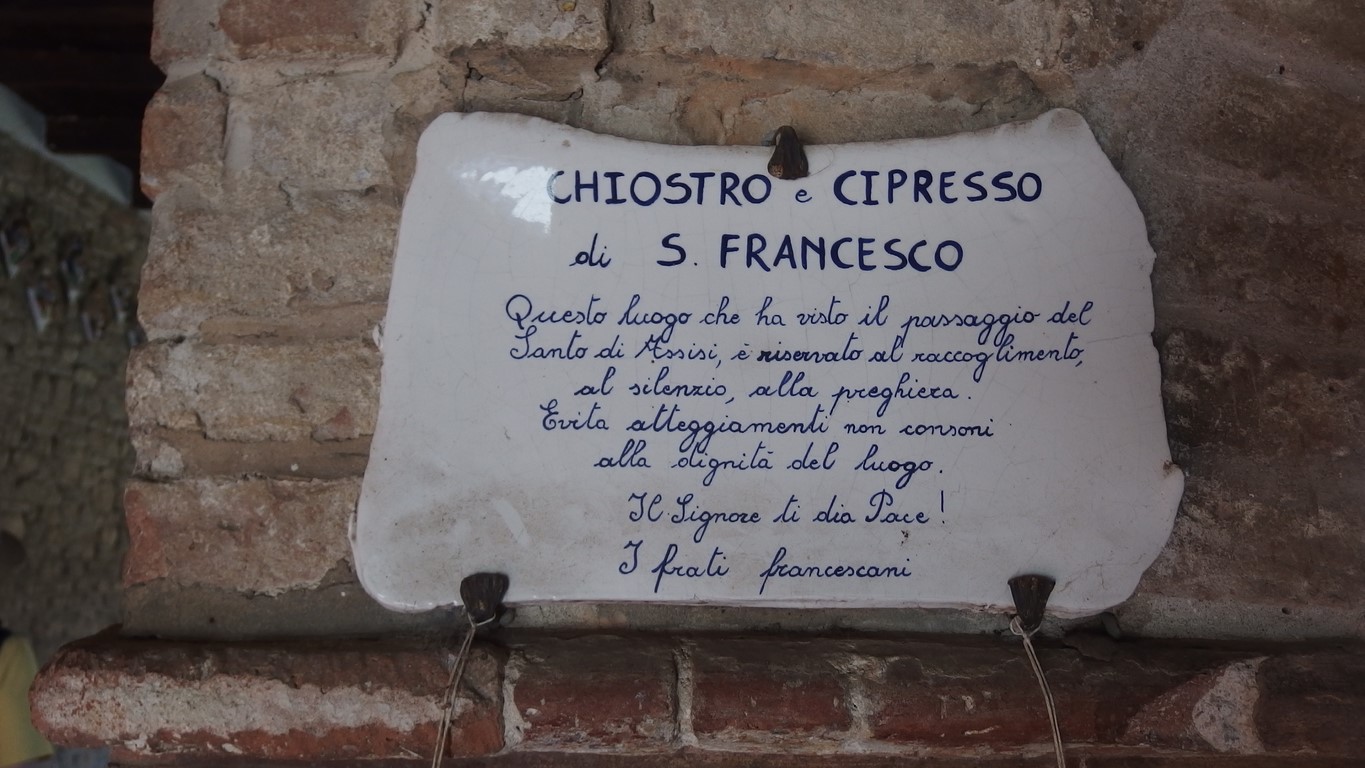 CHIOSTRO e CIPRESSO
di S. FRANCESCO
Questo luogo che ha visto il passaggio del
Santo di Assisi, è riservato al raccoglimento,
al silenzio, alla preghiera.
Evita atteggiamenti non consoni
alla dignità del luogo.
Il Signore ti dia Pace!
I frati francescani